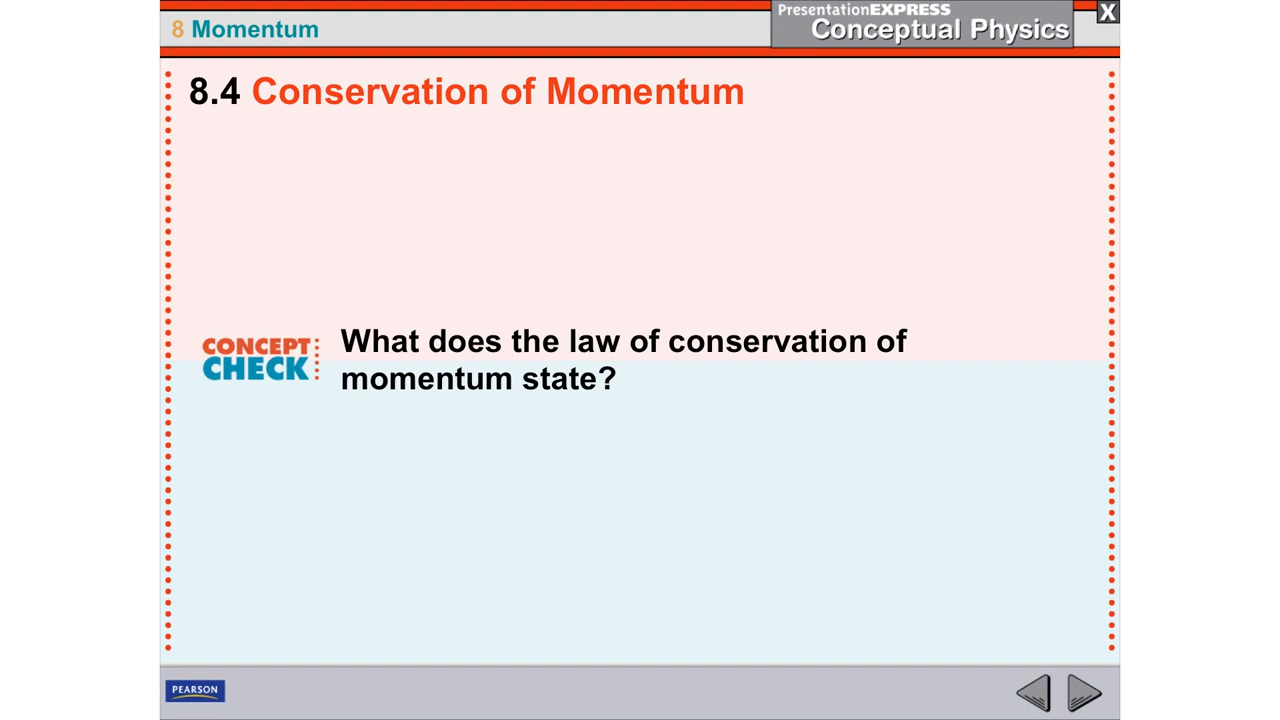 8 Momentum
PresentationEXPRESS
Conceptual Physics
X
8.4 Conservation of Momentum
CONCEPT
CHECK
What does the law of conservation of
momentum state?
PEARSON